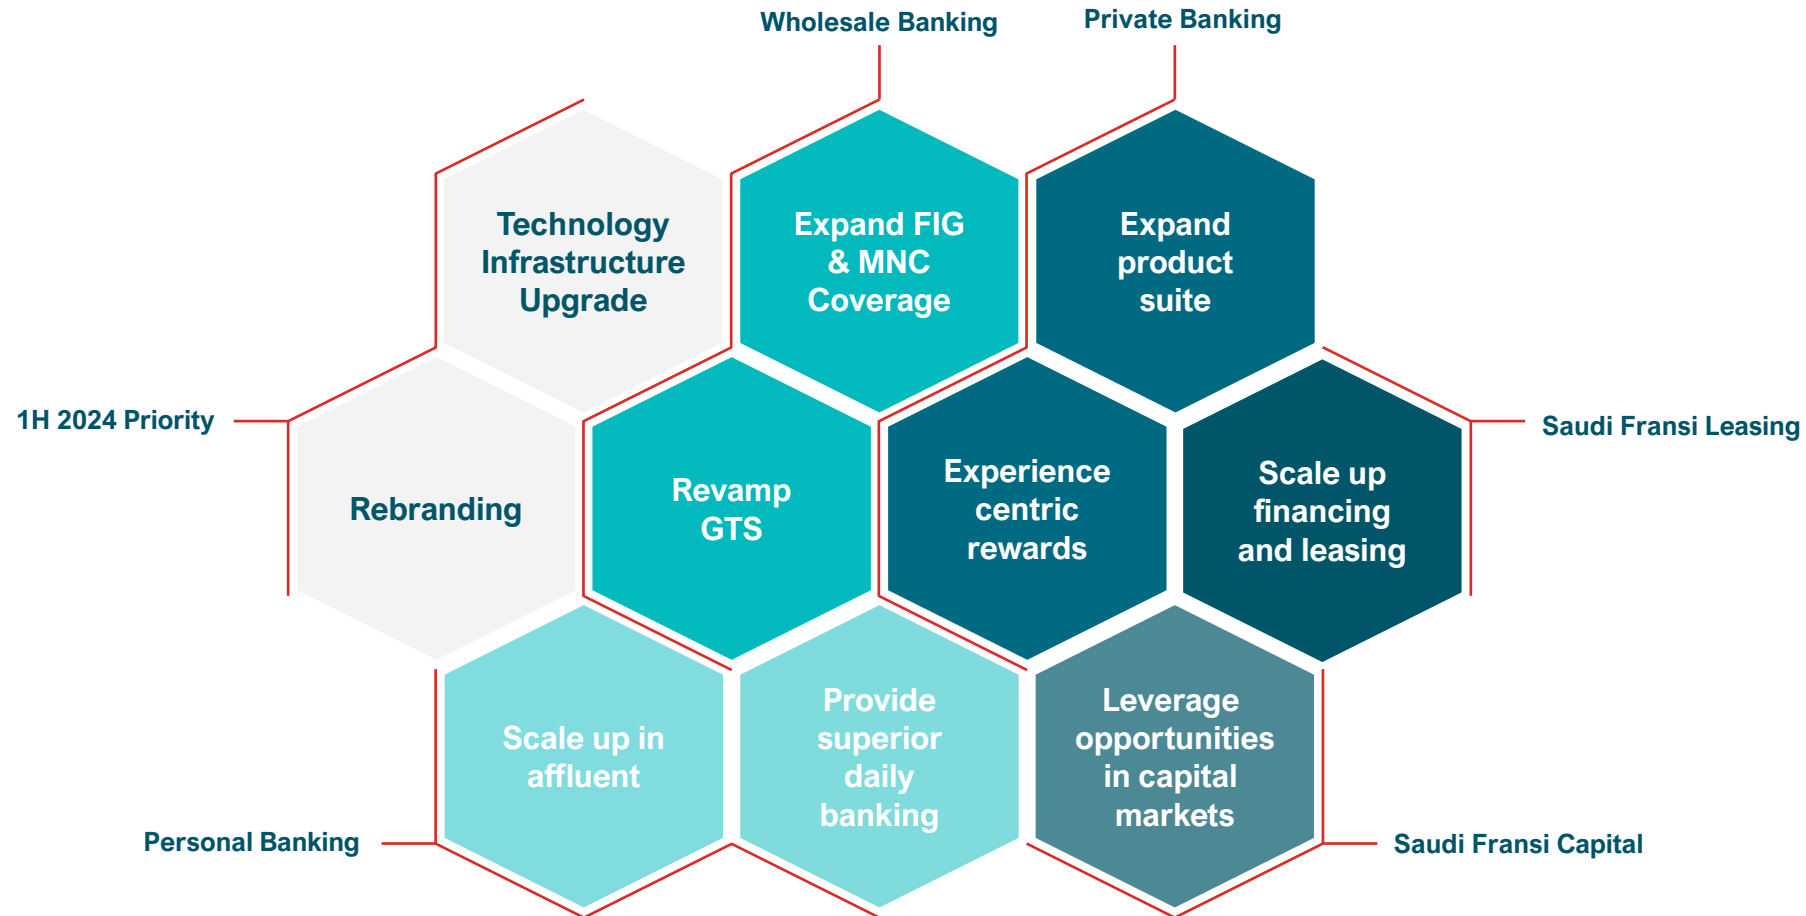 Wholesale Banking
Private Banking
Technology
Infrastructure
Upgrade
Expand FIG
& MNC
Coverage
Expand
product
suite
1H 2024 Priority
Saudi Fransi Leasing
Rebranding
Revamp
GTS
Experience
centric
rewards
Scale up
financing
and leasing
Scale up in
affluent
Provide
superior
daily
banking
Leverage
opportunities
in capital
markets
Personal Banking
Saudi Fransi Capital